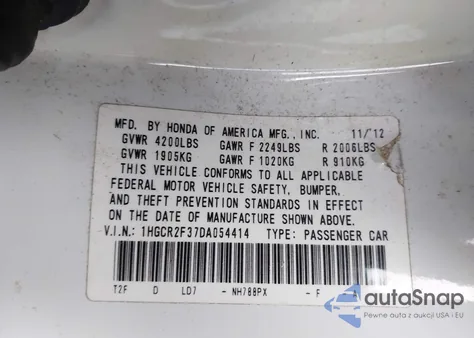 MFD. BY HONDA OF AMERICA MFG., INC. 11/12
GVWR 4200LBS GAWR F 2249LBS R 2006LBS
GVWR 1905KG GAWR F 1020KG R 910KG
THIS VEHICLE CONFORMS TO ALL APPLICABLE
FEDERAL MOTOR VEHICLE SAFETY, BUMPER,
AND THEFT PREVENTION STANDARDS IN EFFECT
ON THE DATE OF MANUFACTURE SHOWN ABOVE.
V.I.N.: 1HGCR2F37DA054414 TYPE: PASSENGER CAR
T2F D LD7 - NH788PX - F A
autaSnap
Pewne auta z aukcji USA i EU